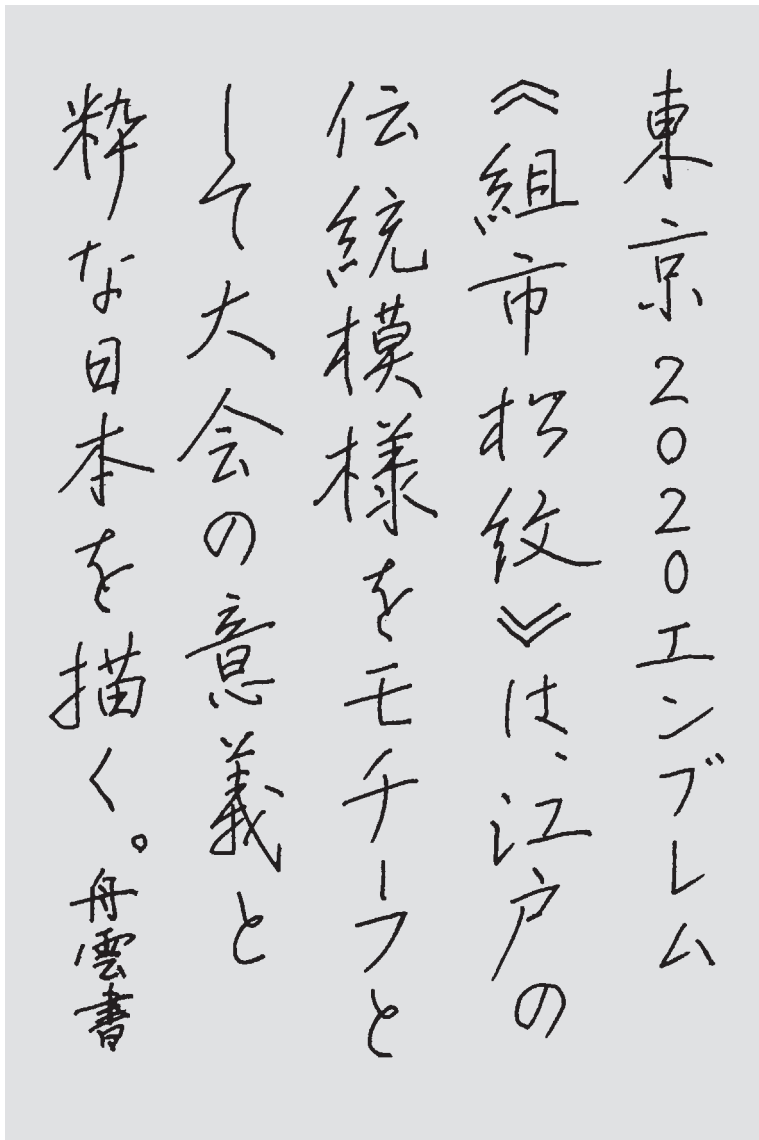 東京2020エンブレム
《組市松紋》は、江戸の
伝統模様をモチーフと
して大会の意義と
粋な日本を描く。舟雲書